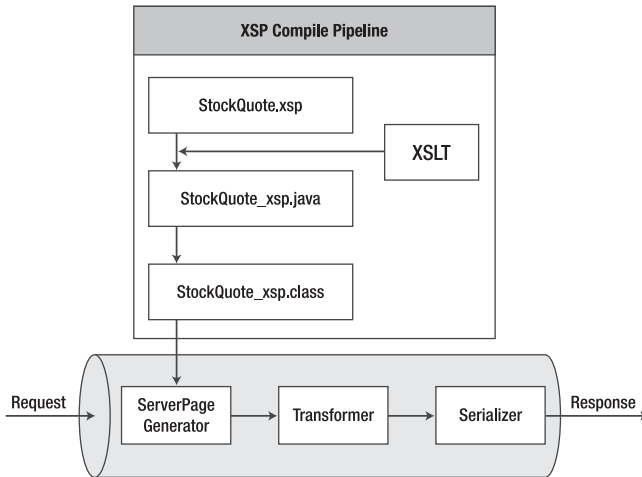 XSP Compile Pipeline
StockQuote.xsp
XSLT
StockQuote_xsp.java
StockQuote_xsp.class
Request
ServerPage
Generator
Transformer
Serializer
Response